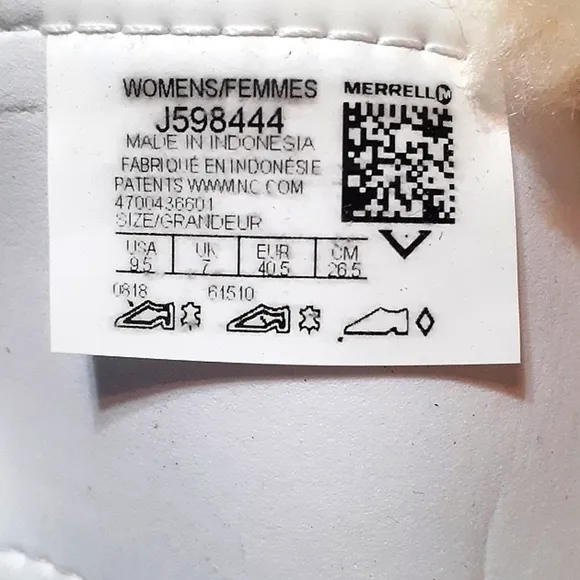 WOMENS/FEMMES
MERRELL
J598444
MADE IN INDONESIA
FABRIQUÉ EN INDONÉSIE
PATENTS WWW.N.C.COM
4700436601
SIZE/GRANDEUR
USA UK EUR CM
9.5 7 40.5 26.5
0818 61510